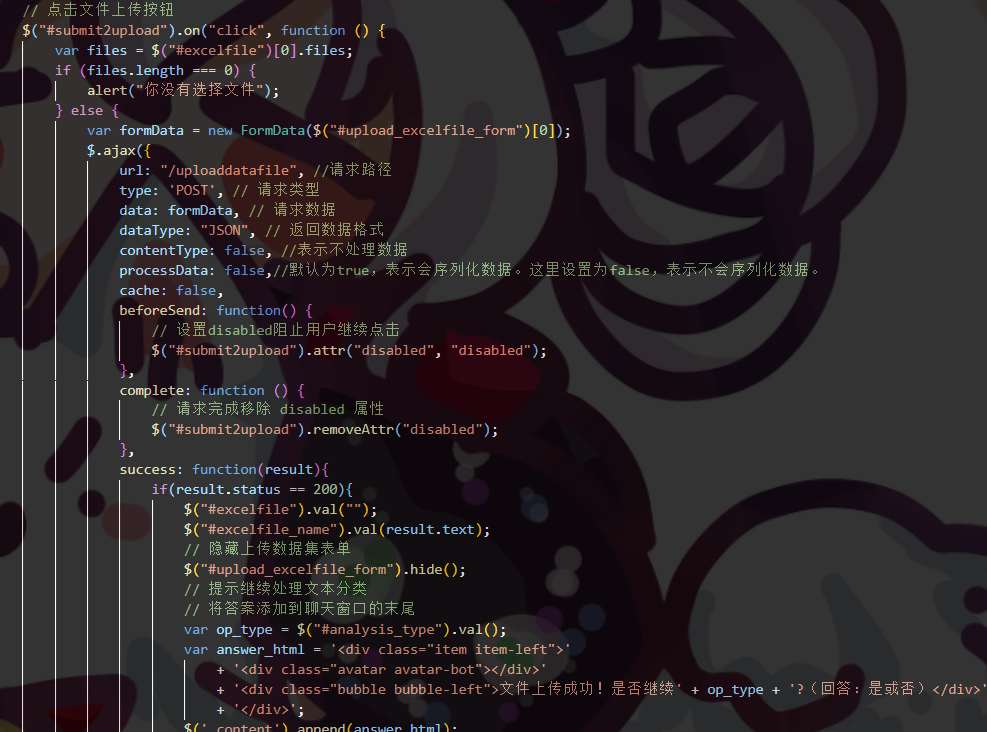 // 点击文件上传按钮
$("#submit2upload").on("click", function () {
    var files = $("#excelfile")[0].files;
    if (files.length === 0) {
        alert("你没有选择文件");
    } else {
        var formData = new FormData($("#upload_excelfile_form")[0]);
        $.ajax({
            url: "/uploaddatafile", //请求路径
            type: 'POST', // 请求类型
            data: formData, // 请求数据
            dataType: "JSON", // 返回数据格式
            contentType: false, //表示不处理数据
            processData: false,//默认为true，表示会序列化数据。这里设置为false，表示不会序列化数据。
            cache: false,
            beforeSend: function() {
                // 设置disabled阻止用户继续点击
                $("#submit2upload").attr("disabled", "disabled");
            },
            complete: function () {
                // 请求完成移除 disabled 属性
                $("#submit2upload").removeAttr("disabled");
            },
            success: function(result){
                if(result.status == 200){
                    $("#excelfile").val("");
                    $("#excelfile_name").val(result.text);
                    // 隐藏上传数据集表单
                    $("#upload_excelfile_form").hide();
                    // 提示继续处理文本分类
                    // 将答案添加到聊天窗口的末尾
                    var op_type = $("#analysis_type").val();
                    var answer_html = '<div class="item item-left">'
                        + '<div class="avatar avatar-bot"></div>'
                        + '<div class="bubble bubble-left">文件上传成功！是否继续' + op_type + '?（回答：是或否）</div>'
                        + '</div>';
                    $('.content').append(answer_html);